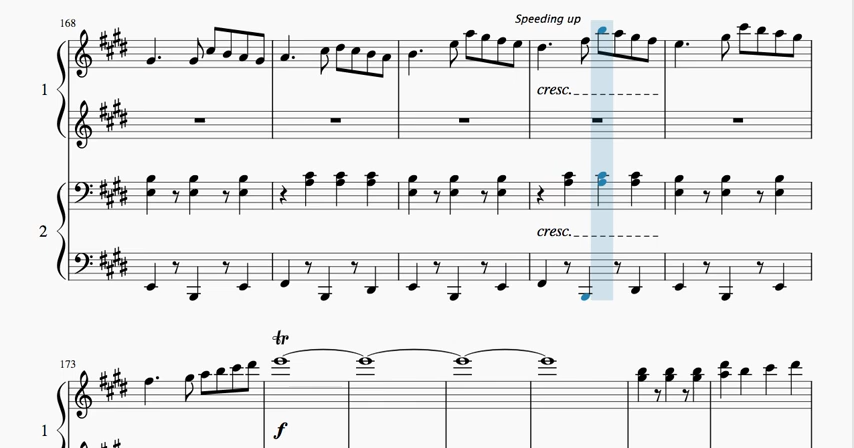 168
Speeding up
cresc.
1
cresc.
2
173
tr
f
1